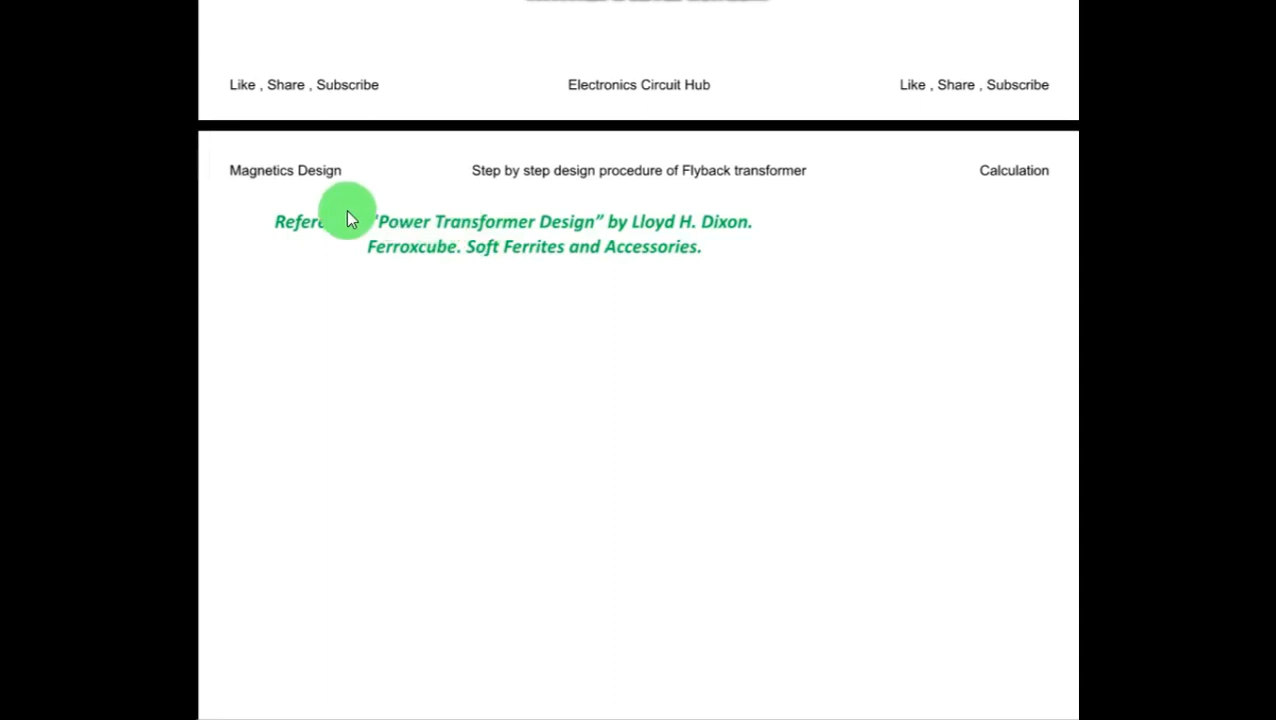 Like , Share , Subscribe Electronics Circuit Hub Like , Share , Subscribe
Magnetics Design Step by step design procedure of Flyback transformer Calculation
"Power Transformer Design” by Lloyd H. Dixon.
Ferroxcube. Soft Ferrites and Accessories.